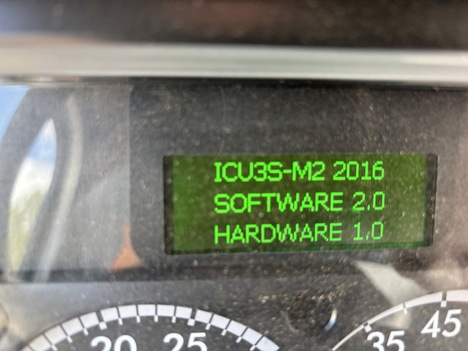 ICU3S-M2 2016
SOFTWARE 2.0
HARDWARE 1.0
20 25
35 45